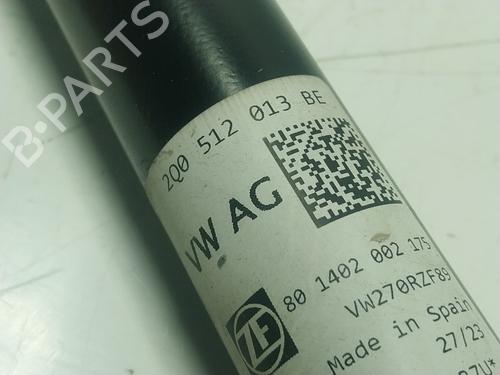 B-PARTS
2Q0 512 013 BE
VW AG
80 1402 002 175
VW270RZF89
ZF
Made in Spain
27/23